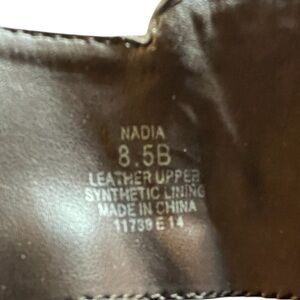 NADIA
8.5B
LEATHER UPPER
SYNTHETIC LINING
MADE IN CHINA
11739 E 14